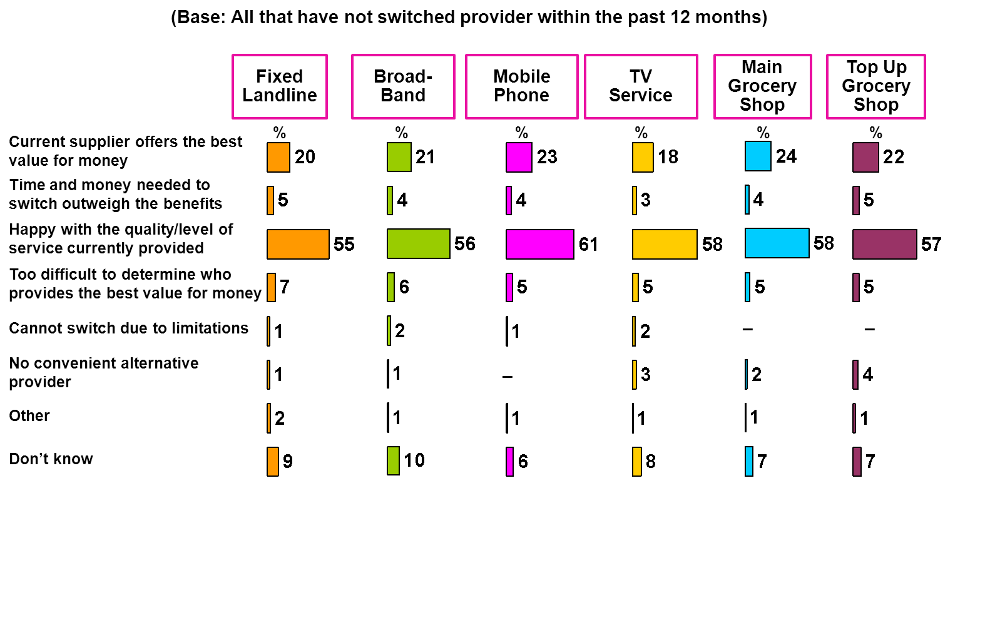 (Base: All that have not switched provider within the past 12 months)
Fixed
Landline
Broad-
Band
Mobile
Phone
TV
Service
Main
Grocery
Shop
Top Up
Grocery
Shop
% % % % % %
Current supplier offers the best
value for money
20 21 23 18 24 22
Time and money needed to
switch outweigh the benefits
5 4 4 3 4 5
Happy with the quality/level of
service currently provided
55 56 61 58 58 57
Too difficult to determine who
provides the best value for money
7 6 5 5 5 5
Cannot switch due to limitations
1 2 1 2 – –
No convenient alternative
provider
1 1 – 3 2 4
Other
2 1 1 1 1 1
Don’t know
9 10 6 8 7 7